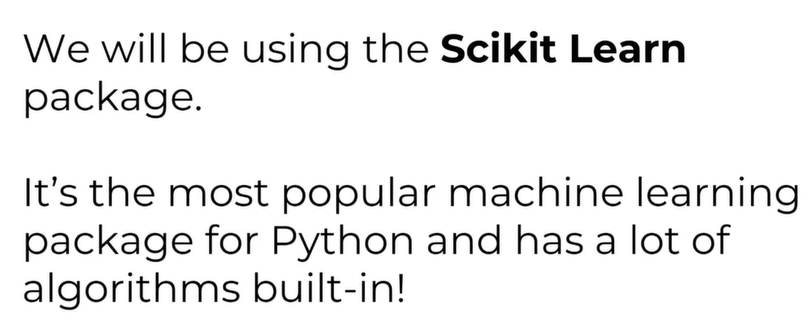 We will be using the Scikit Learn
package.
It’s the most popular machine learning
package for Python and has a lot of
algorithms built-in!